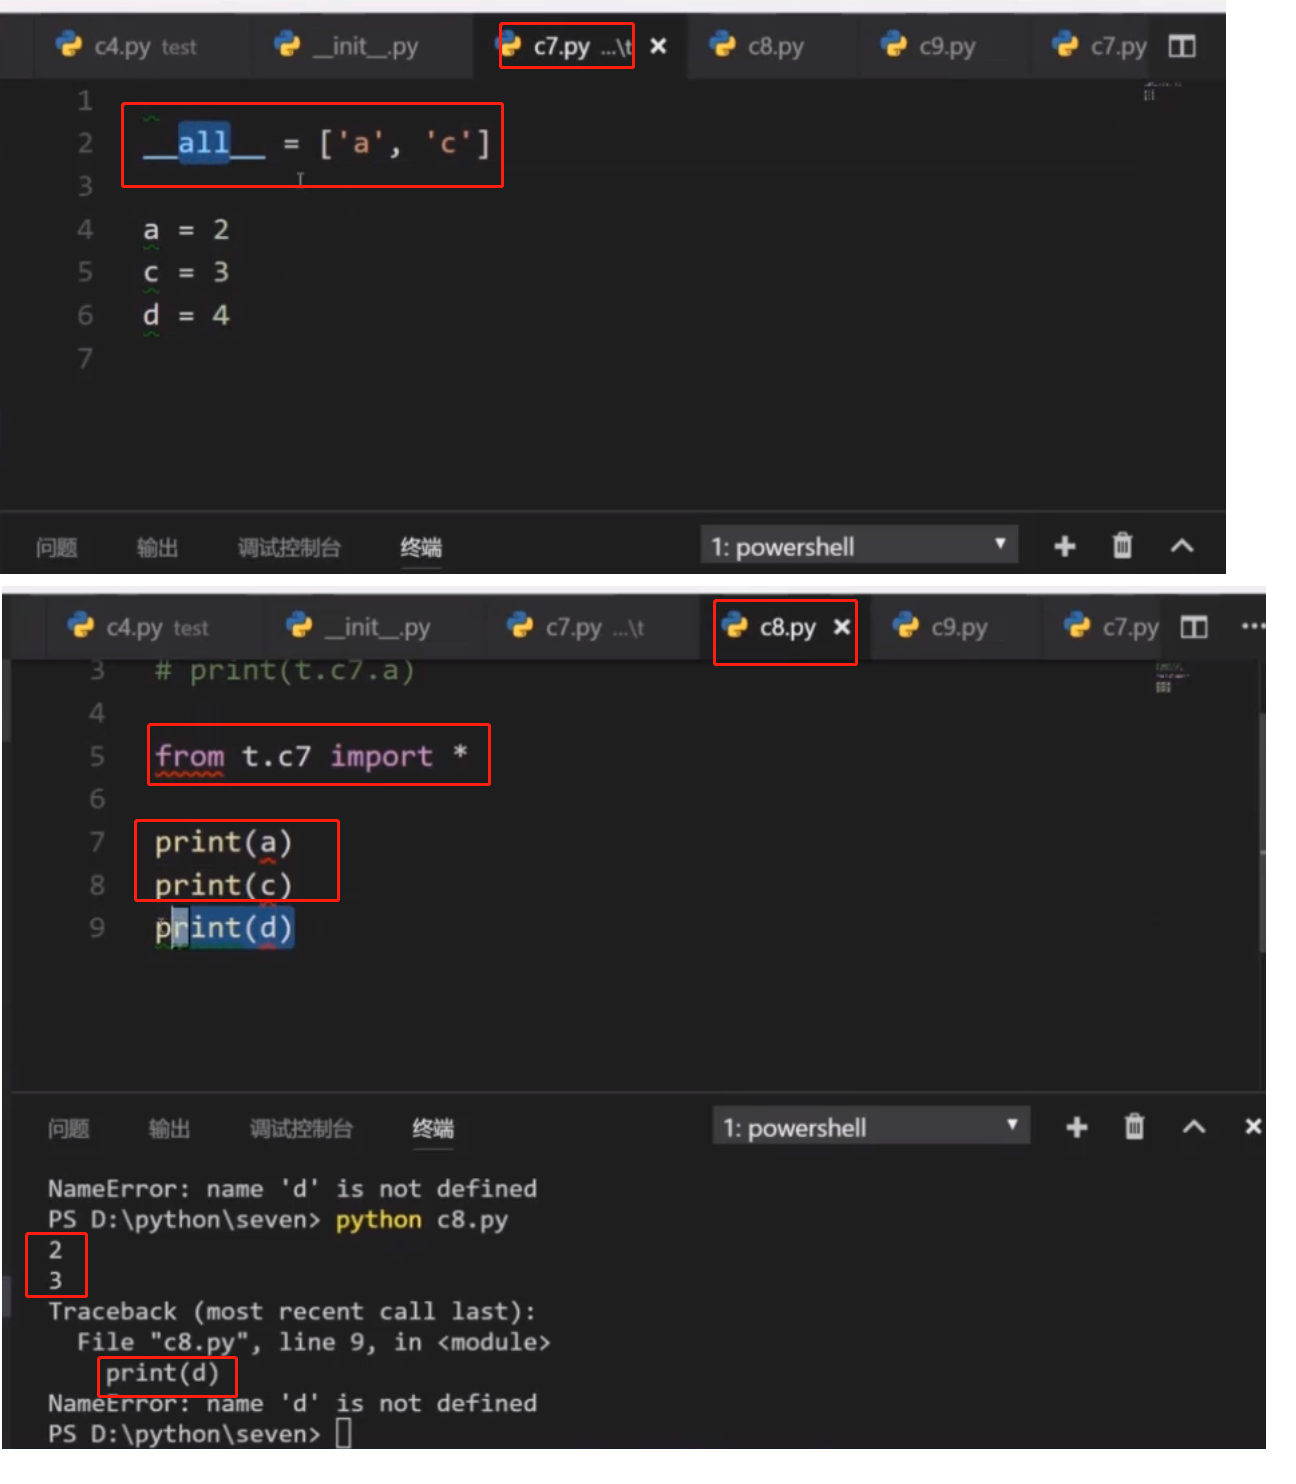 c4.py test __init__.py c7.py ...\t × c8.py c9.py c7.py
1
2 __all__ = ['a', 'c']
3
4 a = 2
5 c = 3
6 d = 4
7
问题 输出 调试控制台 终端 1: powershell
c4.py test __init__.py c7.py ...\t c8.py × c9.py c7.py ...
3 # print(t.c7.a)
4
5 from t.c7 import *
6
7 print(a)
8 print(c)
9 print(d)
问题 输出 调试控制台 终端 1: powershell
NameError: name 'd' is not defined
PS D:\python\seven> python c8.py
2
3
Traceback (most recent call last):
File "c8.py", line 9, in <module>
print(d)
NameError: name 'd' is not defined
PS D:\python\seven>